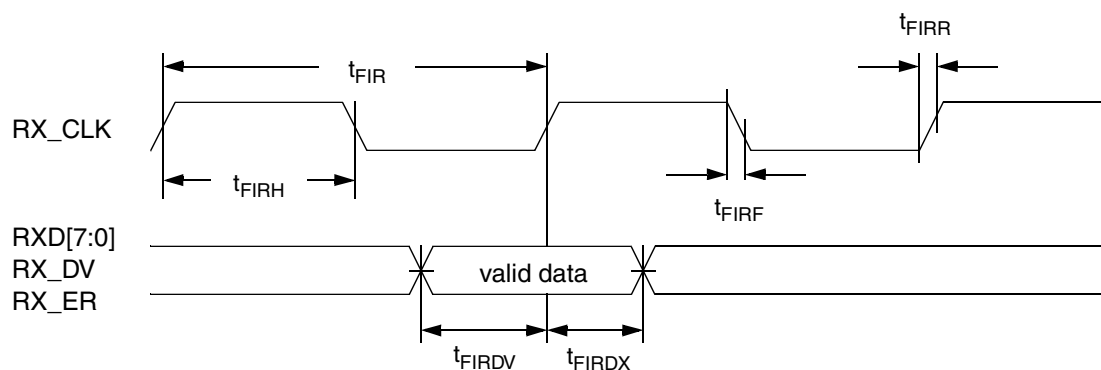 tFIRR
tFIR
RX_CLK
tFIRH
tFIRF
RXD[7:0]
RX_DV
valid data
RX_ER
tFIRDV
tFIRDX